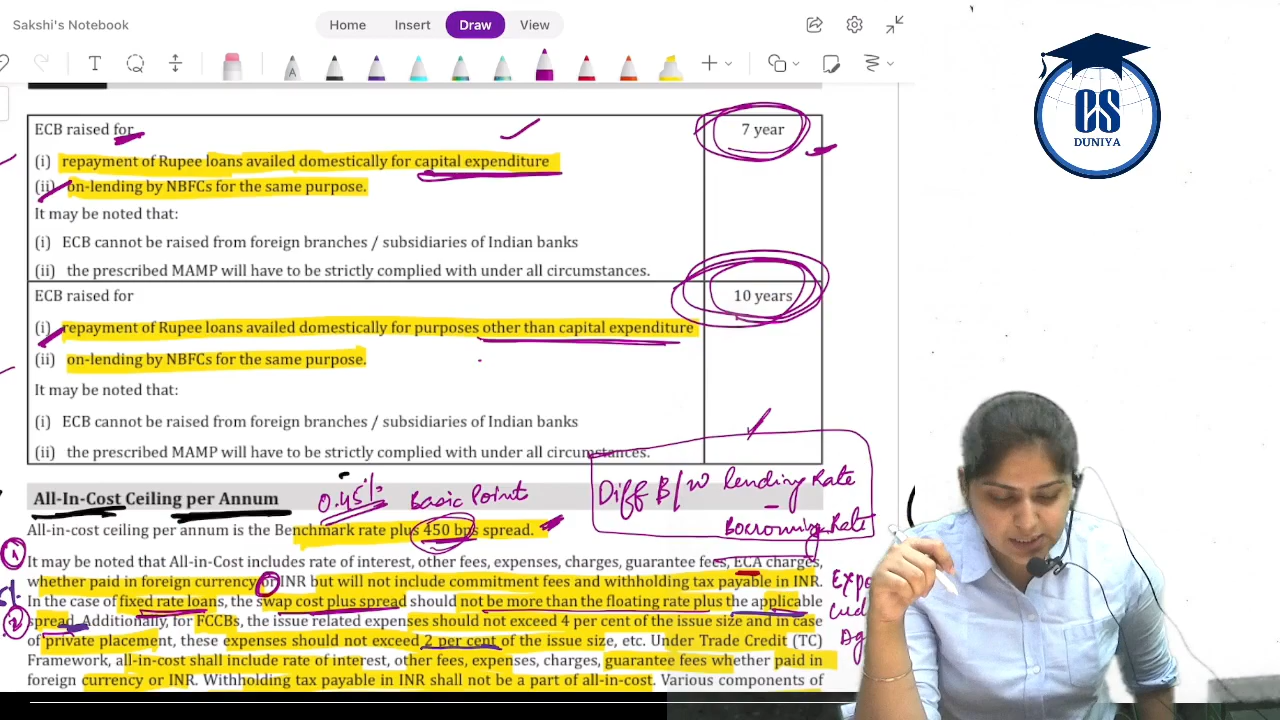 Sakshi's Notebook
Home Insert Draw View
CS
DUNIYA
ECB raised for
7 year
(i) repayment of Rupee loans availed domestically for capital expenditure
(ii) on-lending by NBFCs for the same purpose.
It may be noted that:
(i) ECB cannot be raised from foreign branches / subsidiaries of Indian banks
(ii) the prescribed MAMP will have to be strictly complied with under all circumstances.
ECB raised for
10 years
(i) repayment of Rupee loans availed domestically for purposes other than capital expenditure
(ii) on-lending by NBFCs for the same purpose.
It may be noted that:
(i) ECB cannot be raised from foreign branches / subsidiaries of Indian banks
(ii) the prescribed MAMP will have to be strictly complied with under all circumstances.
Diff B/w lending Rate
Borrowing Rate
All-In-Cost Ceiling per Annum
0.45% Basic Point
All-in-cost ceiling per annum is the Benchmark rate plus 450 bps spread.
1
It may be noted that All-in-Cost includes rate of interest, other fees, expenses, charges, guarantee fees, ECA charges,
whether paid in foreign currency or INR but will not include commitment fees and withholding tax payable in INR.
In the case of fixed rate loans, the swap cost plus spread should not be more than the floating rate plus the applicable
2
spread. Additionally, for FCCBs, the issue related expenses should not exceed 4 per cent of the issue size and in case
of private placement, these expenses should not exceed 2 per cent of the issue size, etc. Under Trade Credit (TC)
Framework, all-in-cost shall include rate of interest, other fees, expenses, charges, guarantee fees whether paid in
foreign currency or INR. Withholding tax payable in INR shall not be a part of all-in-cost. Various components of